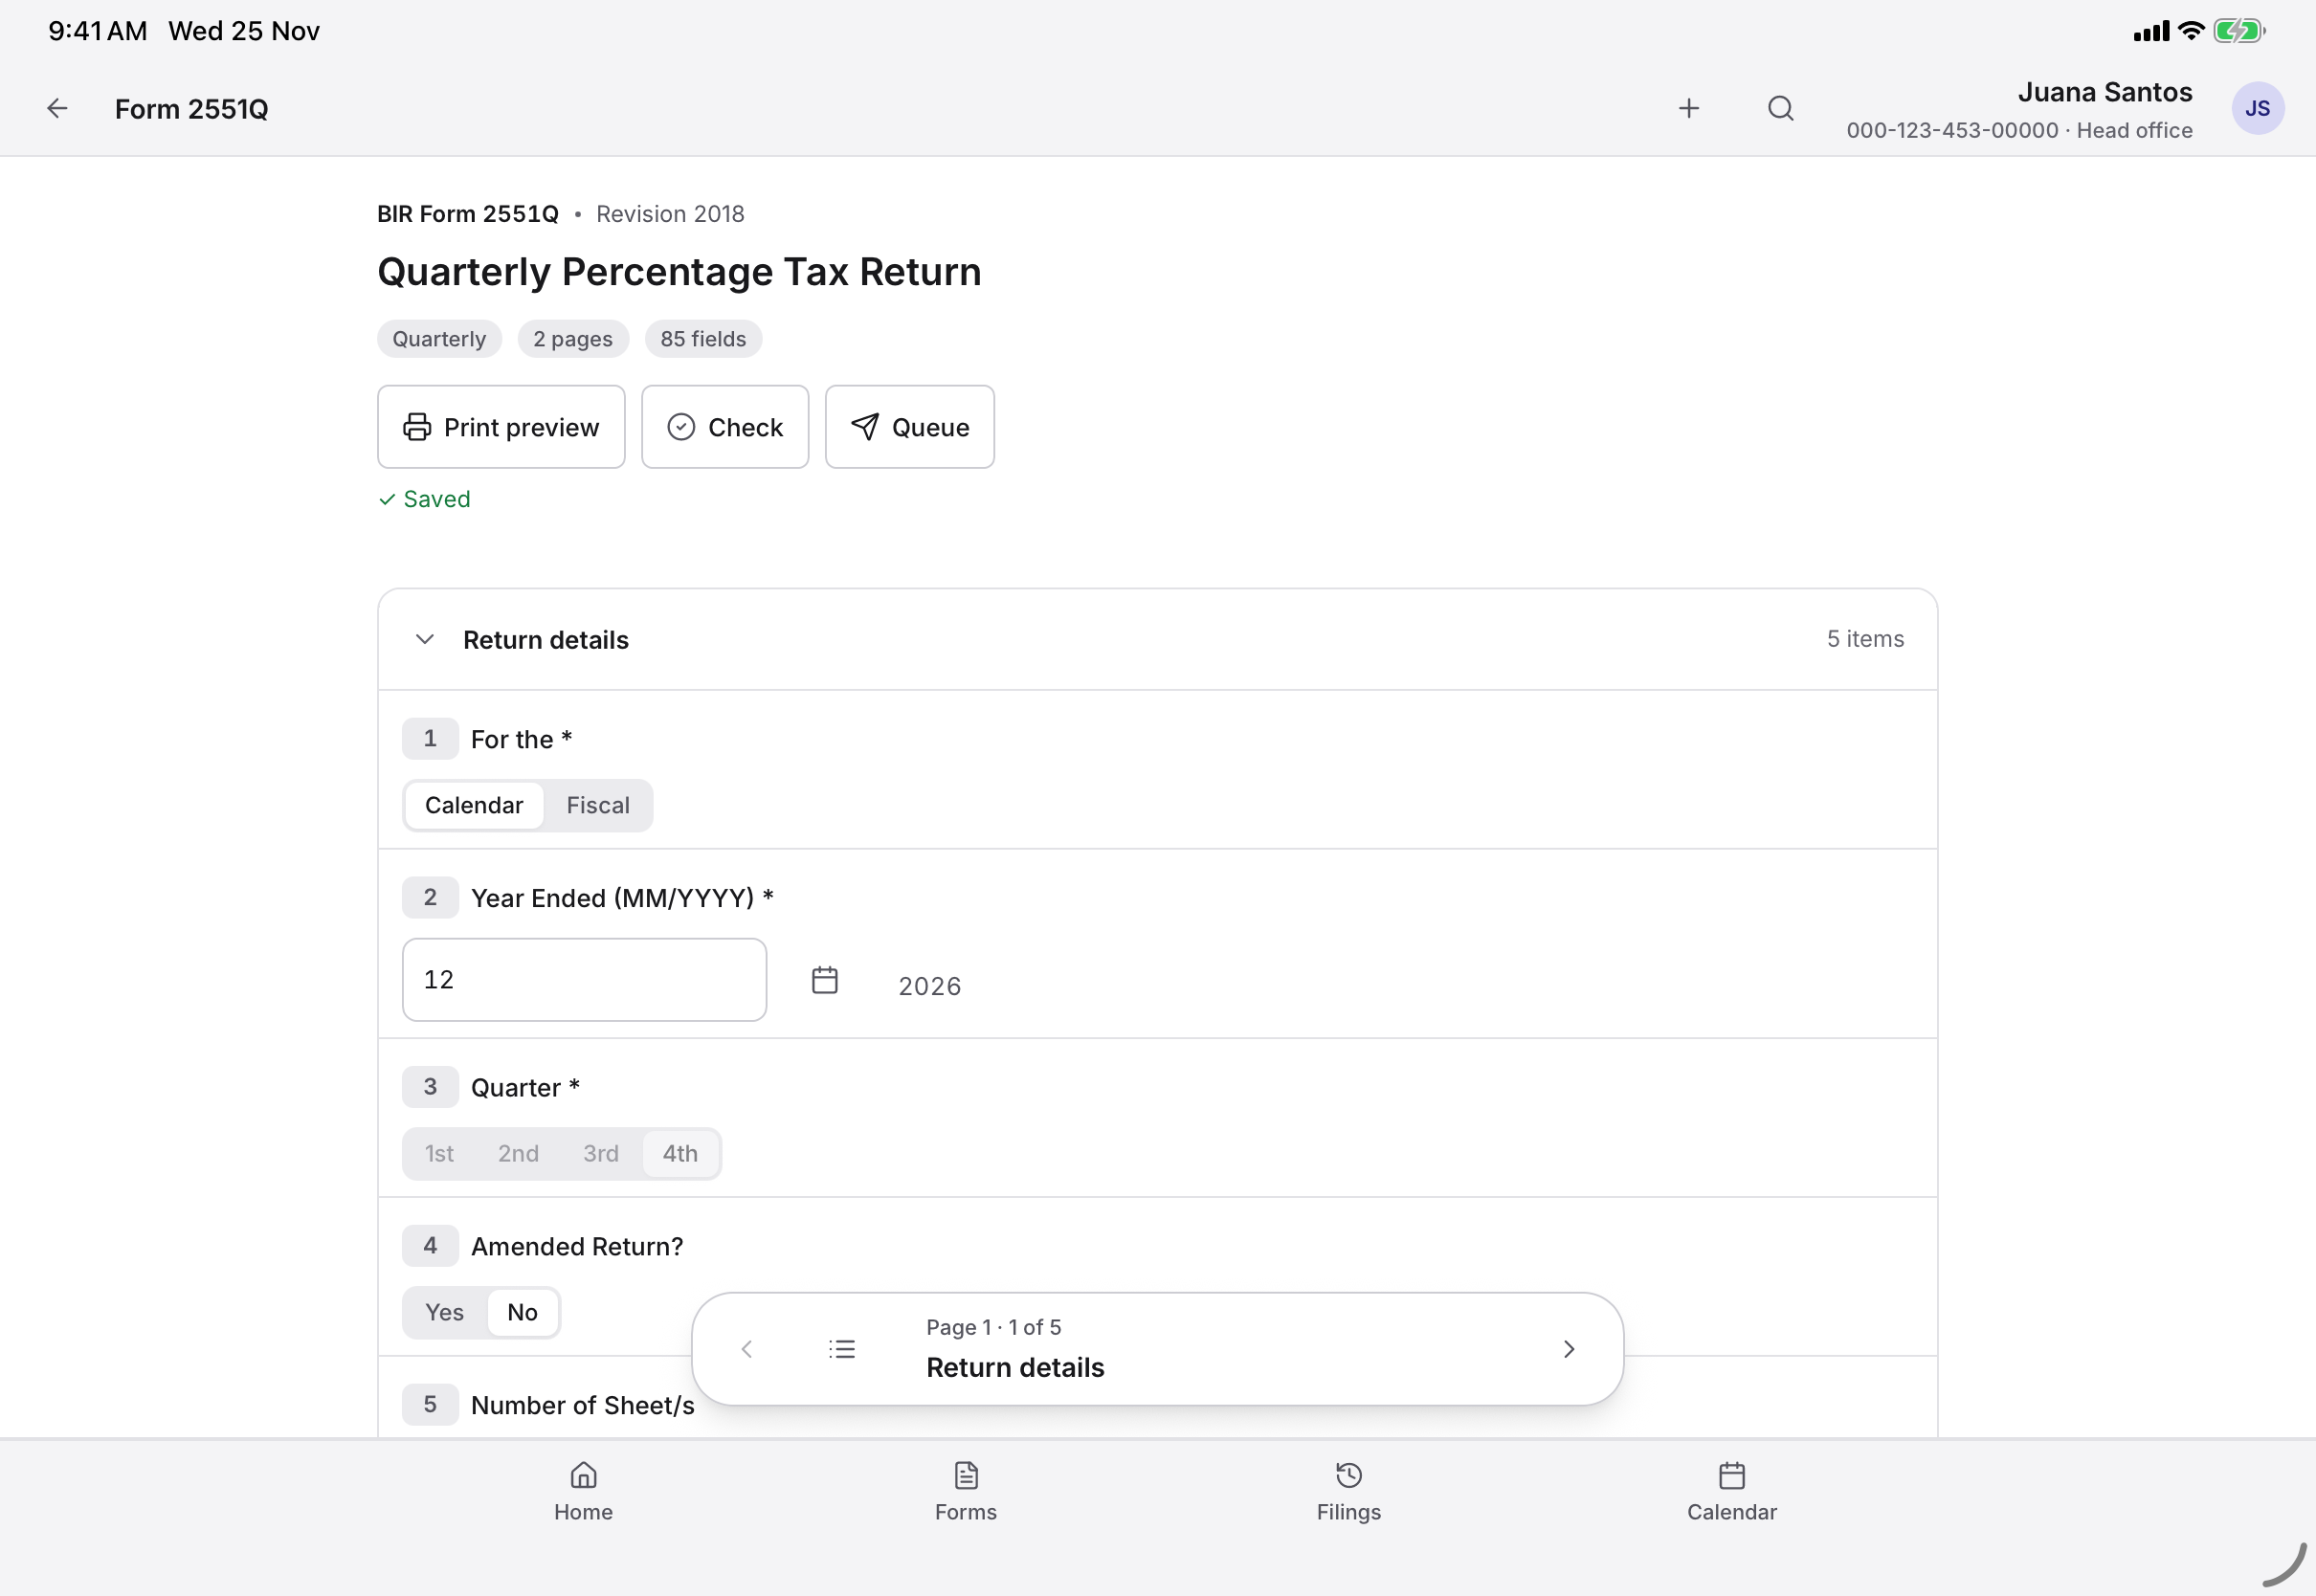 9:41 AM Wed 25 Nov
Form 2551Q
Juana Santos
000-123-453-00000 · Head office
JS
BIR Form 2551Q • Revision 2018
Quarterly Percentage Tax Return
Quarterly 2 pages 85 fields
Print preview Check Queue
Saved
Return details 5 items
1 For the *
Calendar Fiscal
2 Year Ended (MM/YYYY) *
12 2026
3 Quarter *
1st 2nd 3rd 4th
4 Amended Return?
Yes No
5 Number of Sheet/s
Page 1 · 1 of 5
Return details
Home Forms Filings Calendar